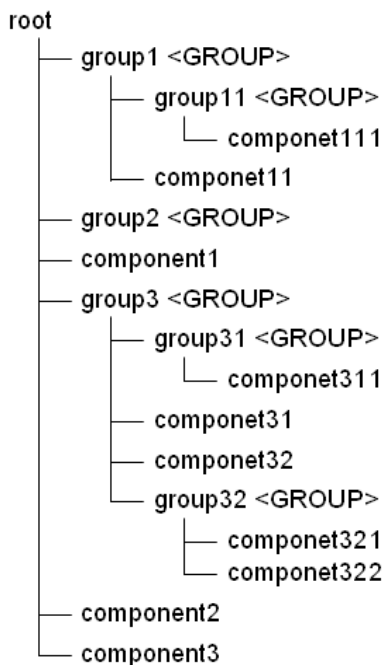 root
group1 <GROUP>
group11 <GROUP>
componet111
componet11
group2 <GROUP>
component1
group3 <GROUP>
group31 <GROUP>
componet311
componet31
componet32
group32 <GROUP>
componet321
componet322
component2
component3